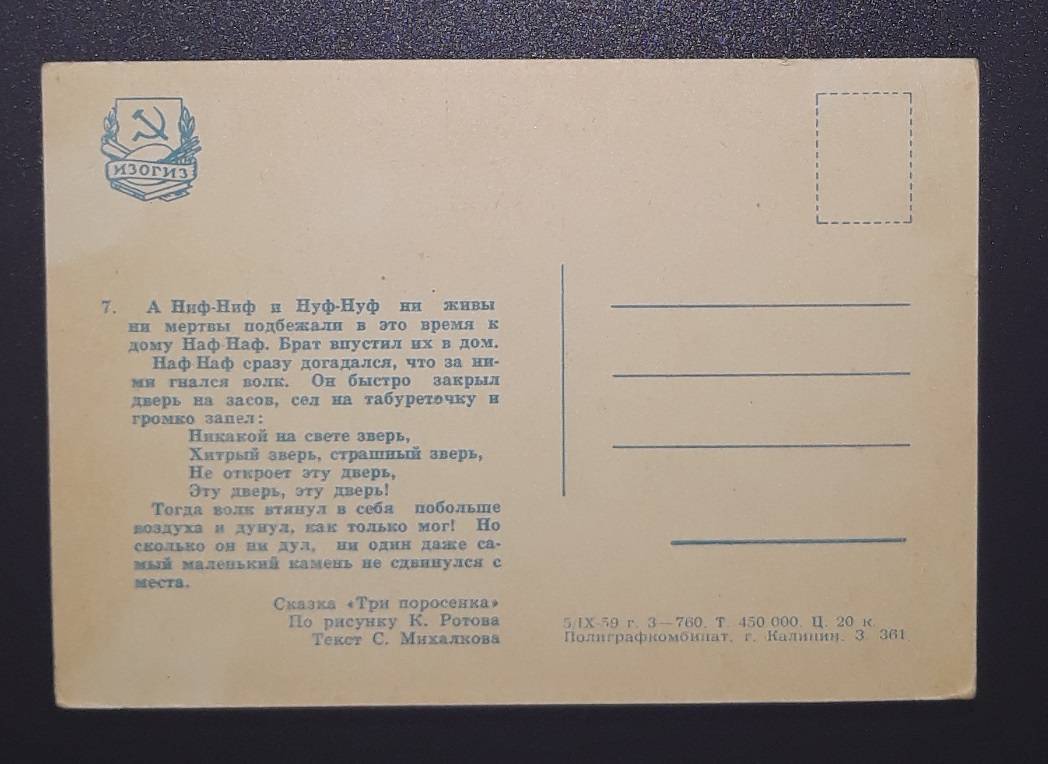 ИЗОГИЗ
7. А Ниф-Ниф и Нуф-Нуф ни живы
ни мертвы подбежали в это время к
дому Наф-Наф. Брат впустил их в дом.
Наф-Наф сразу догадался, что за ни-
ми гнался волк. Он быстро закрыл
дверь на засов, сел на табуреточку и
громко запел:
Никакой на свете зверь,
Хитрый зверь, страшный зверь,
Не откроет эту дверь,
Эту дверь, эту дверь!
Тогда волк втянул в себя побольше
воздуха и дунул, как только мог! Но
сколько он ни дул, ни один даже са-
мый маленький камень не сдвинулся с
места.
Сказка «Три поросенка»
По рисунку К. Ротова
Текст С. Михалкова
5/IX-59 г. З—760. Т. 450 000. Ц. 20 к.
Полиграфкомбинат, г. Калинин. З. 361